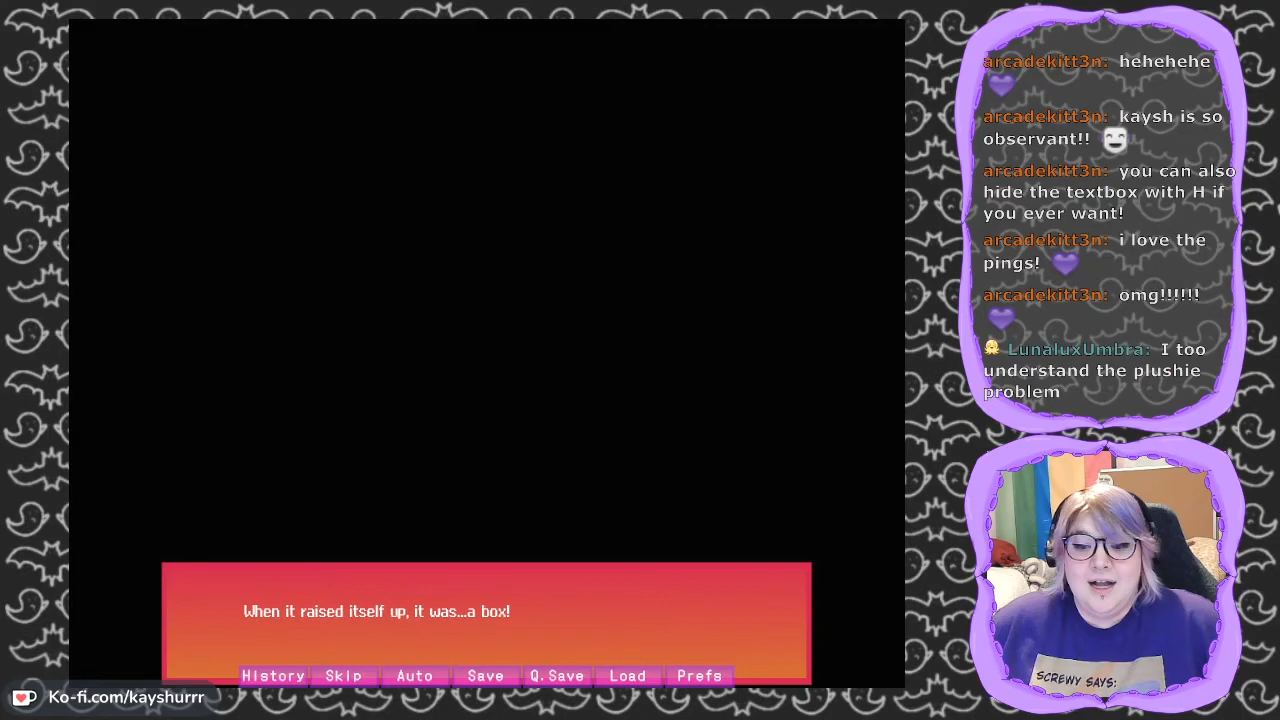 arcadekitt3n: hehehehe
arcadekitt3n: kaysh is so
observant!!
arcadekitt3n: you can also
hide the textbox with H if
you ever want!
arcadekitt3n: i love the
pings!
arcadekitt3n: omg!!!!!!
LunaluxUmbra: I too
understand the plushie
problem
When it raised itself up, it was...a box!
History Skip Auto Save Q.Save Load Prefs
SCREWY SAYS:
Ko-fi.com/kayshurrr